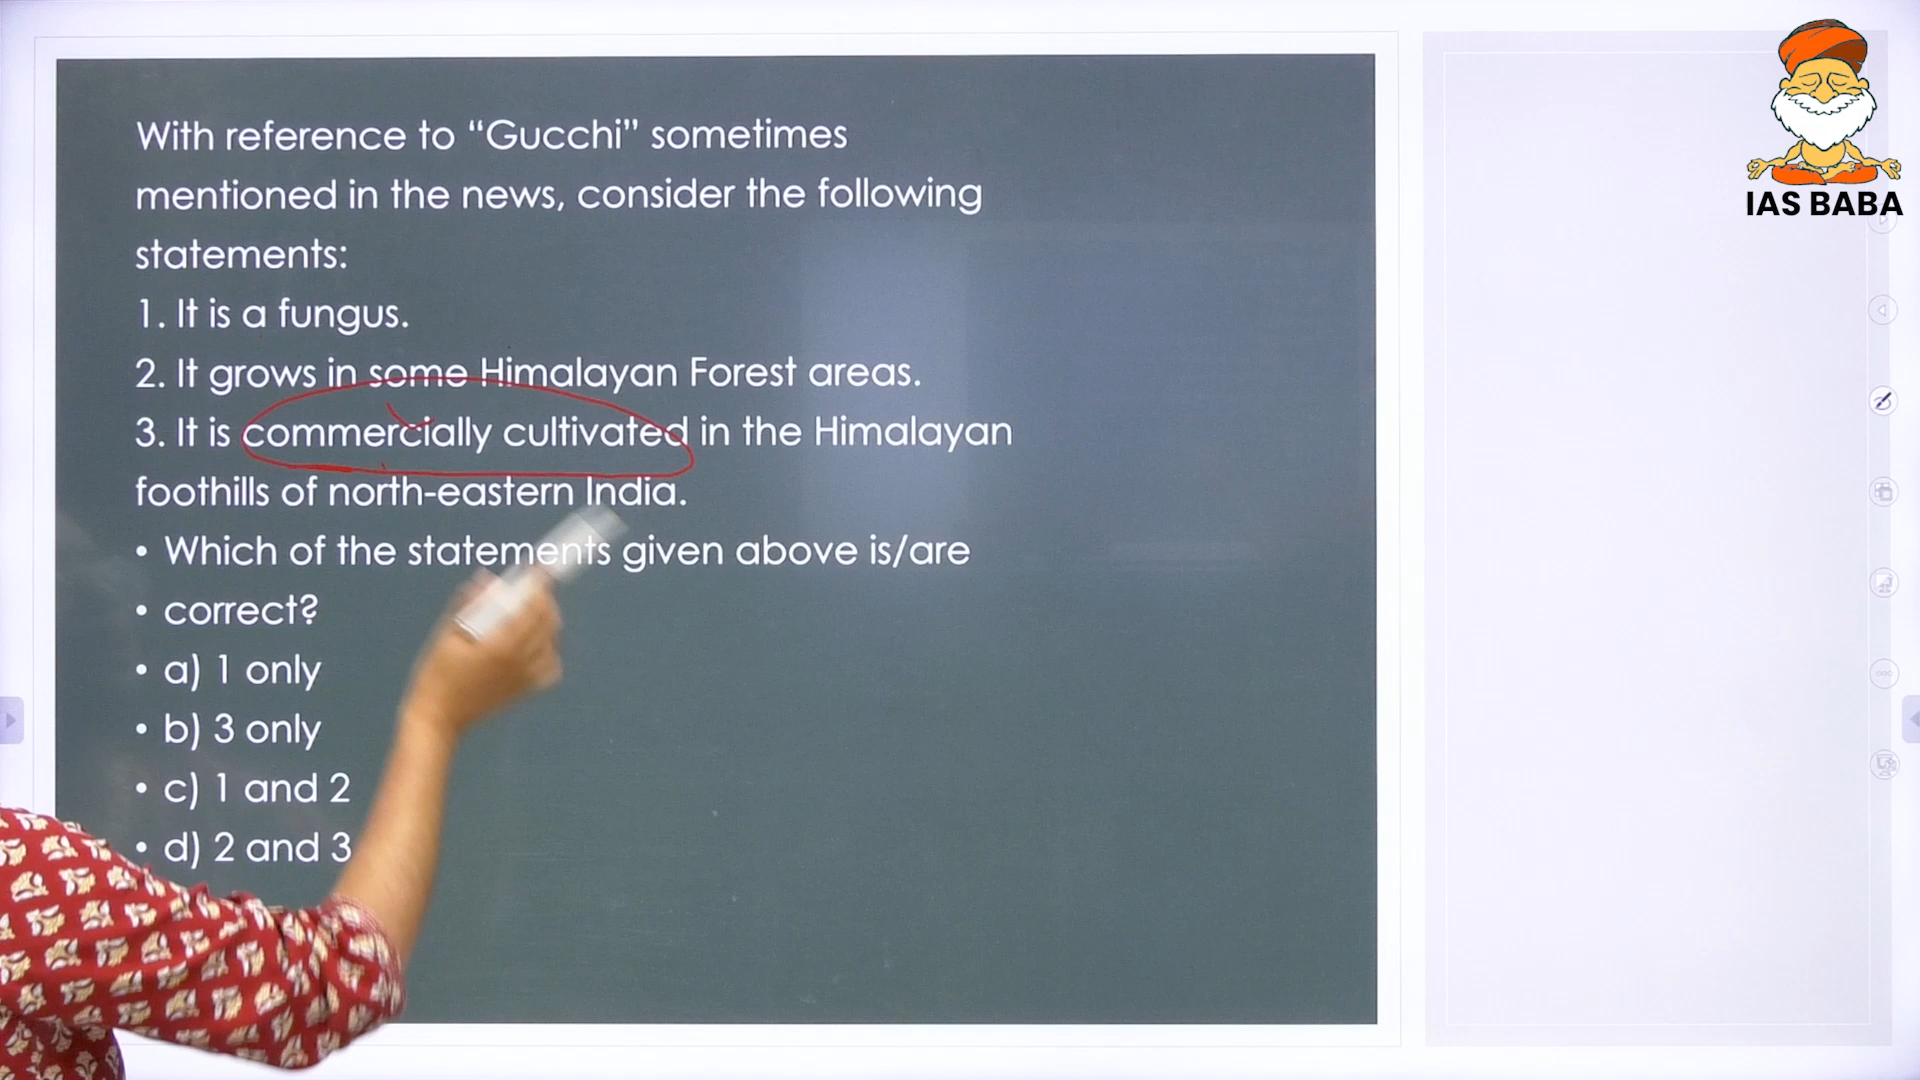 With reference to “Gucchi” sometimes
mentioned in the news, consider the following
statements:
1. It is a fungus.
2. It grows in some Himalayan Forest areas.
3. It is commercially cultivated in the Himalayan
foothills of north-eastern India.
• Which of the statements given above is/are
• correct?
• a) 1 only
• b) 3 only
• c) 1 and 2
• d) 2 and 3
IAS BABA